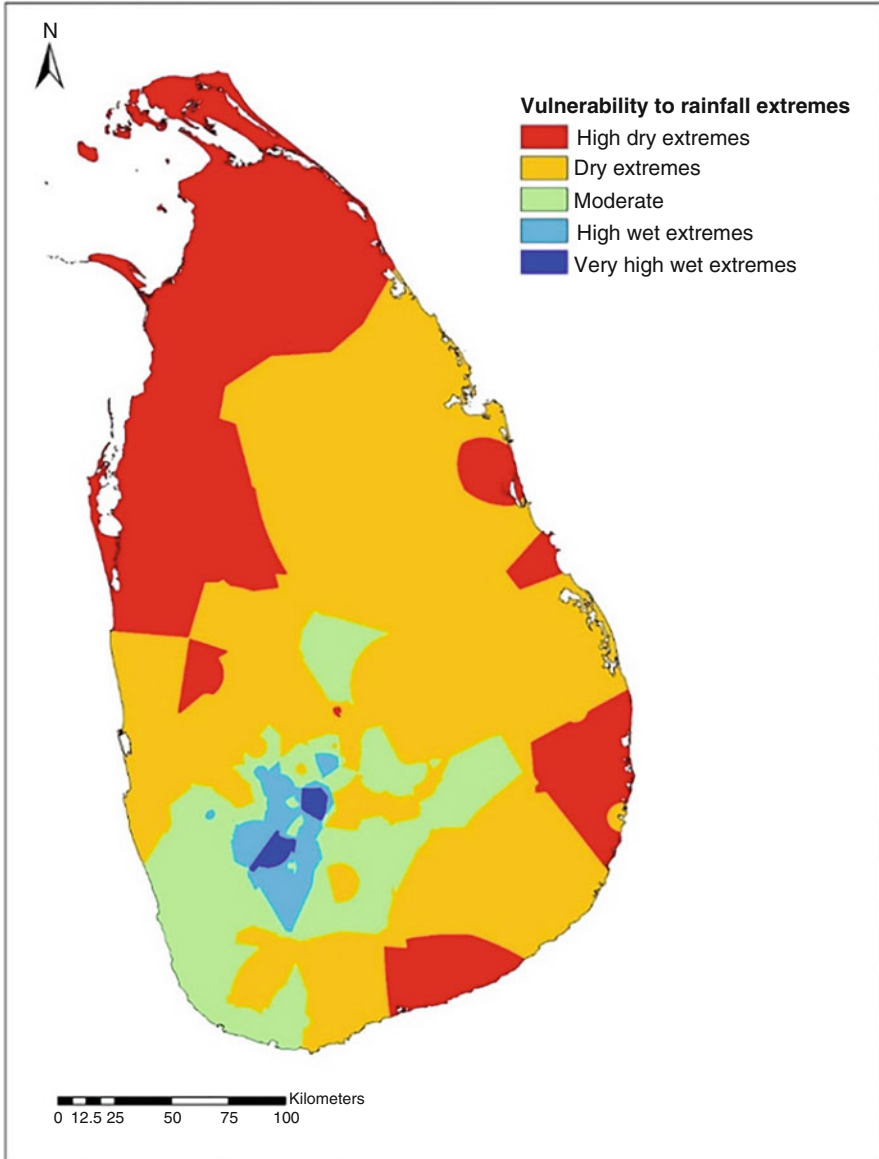 N
Vulnerability to rainfall extremes
High dry extremes
Dry extremes
Moderate
High wet extremes
Very high wet extremes
Kilometers
0 12.5 25 50 75 100